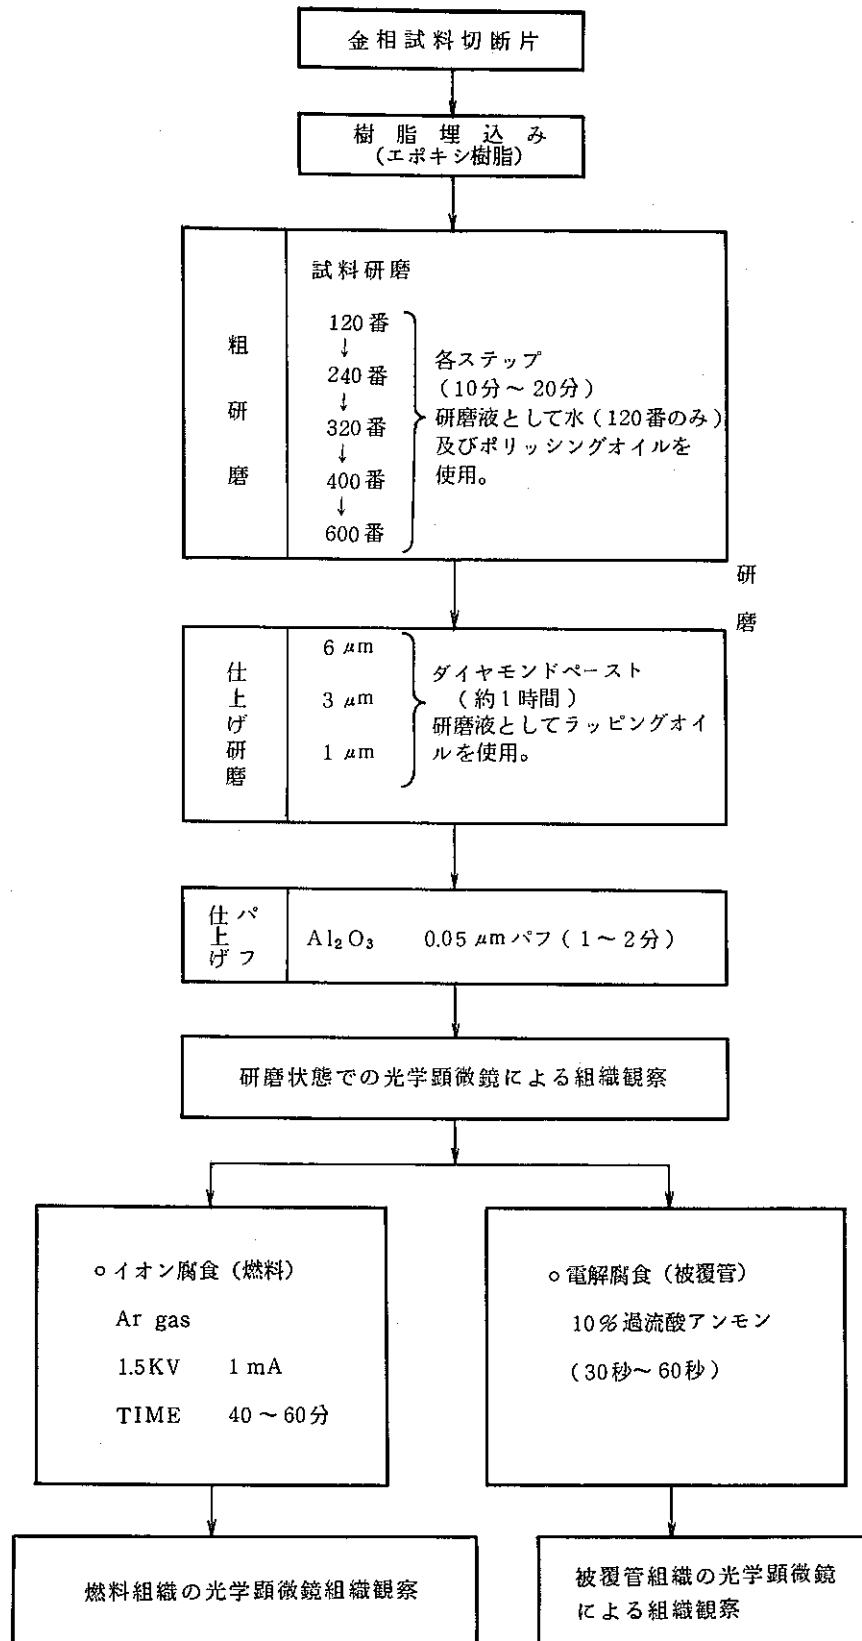 金相試料切断片
樹脂埋込み
(エポキシ樹脂)
粗研磨
試料研磨
120番
↓
240番
↓
320番
↓
400番
↓
600番
各ステップ
(10分~20分)
研磨液として水(120番のみ)
及びポリッシングオイルを
使用。
研磨
仕上げ研磨
6 μm
3 μm
1 μm
ダイヤモンドペースト
(約1時間)
研磨液としてラッピングオイ
ルを使用。
バフ
仕上げ
Al₂O₃ 0.05 μmバフ(1~2分)
研磨状態での光学顕微鏡による組織観察
○イオン腐食(燃料)
Ar gas
1.5KV 1 mA
TIME 40~60分
○電解腐食(被覆管)
10%過流酸アンモン
(30秒~60秒)
燃料組織の光学顕微鏡組織観察
被覆管組織の光学顕微鏡
による組織観察